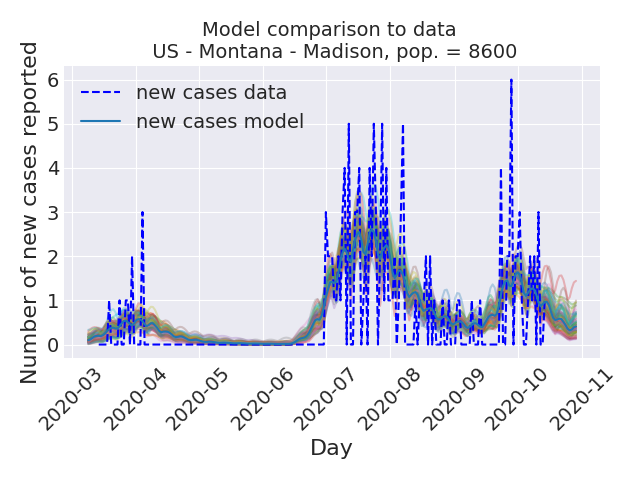 Model comparison to data
US - Montana - Madison, pop. = 8600
Number of new cases reported
6
5
4
3
2
1
0
new cases data
new cases model
2020-03
2020-04
2020-05
2020-06
2020-07
2020-08
2020-09
2020-10
2020-11
Day